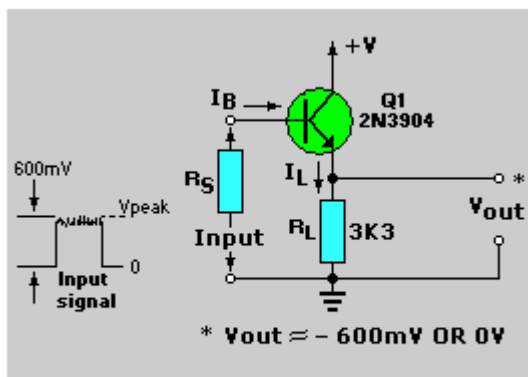 +V
Q1
2N3904
IB
600mV
Vpeak
RS
IL
*
Vout
Input
RL 3K3
0
Input
signal
* Vout ≈ - 600mV OR 0V